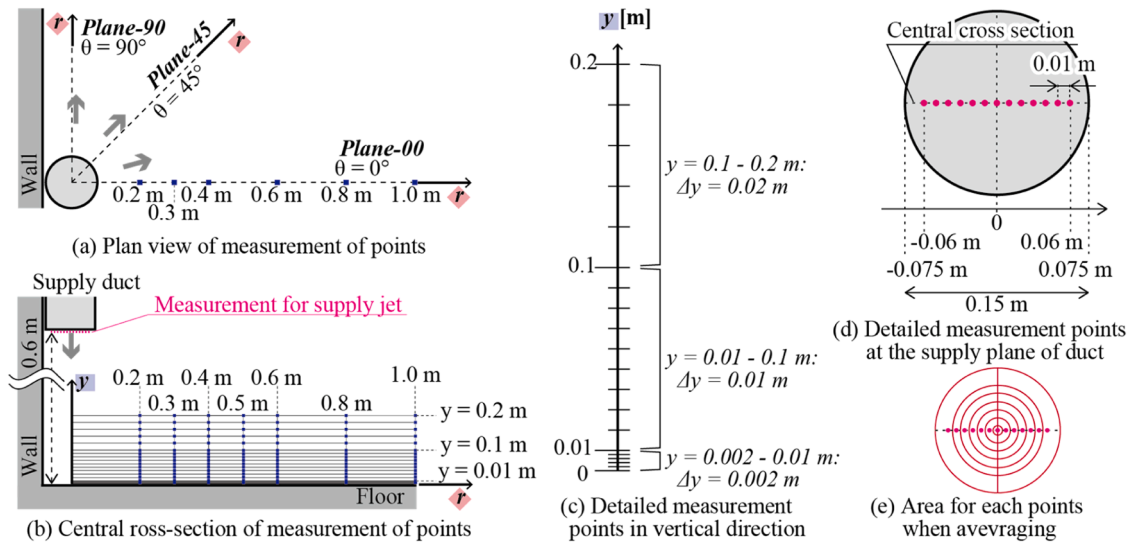 Plane-90
θ = 90°
r
Plane-45
θ = 45°
r
Plane-00
θ = 0°
Wall
0.2 m 0.4 m 0.6 m 0.8 m 1.0 m
0.3 m
r
(a) Plan view of measurement of points
Supply duct
Measurement for supply jet
0.6 m
y
0.2 m 0.4 m 0.6 m 1.0 m
0.3 m 0.5 m 0.8 m
y = 0.2 m
y = 0.1 m
y = 0.01 m
Wall
Floor
r
(b) Central ross-section of measurement of points
y [m]
0.2
0.1
0.01
0
y = 0.1 - 0.2 m:
Δy = 0.02 m
y = 0.01 - 0.1 m:
Δy = 0.01 m
y = 0.002 - 0.01 m:
Δy = 0.002 m
(c) Detailed measurement
points in vertical direction
Central cross section
0.01 m
0
-0.06 m 0.06 m
-0.075 m 0.075 m
0.15 m
(d) Detailed measurement points
at the supply plane of duct
(e) Area for each points
when avevraging